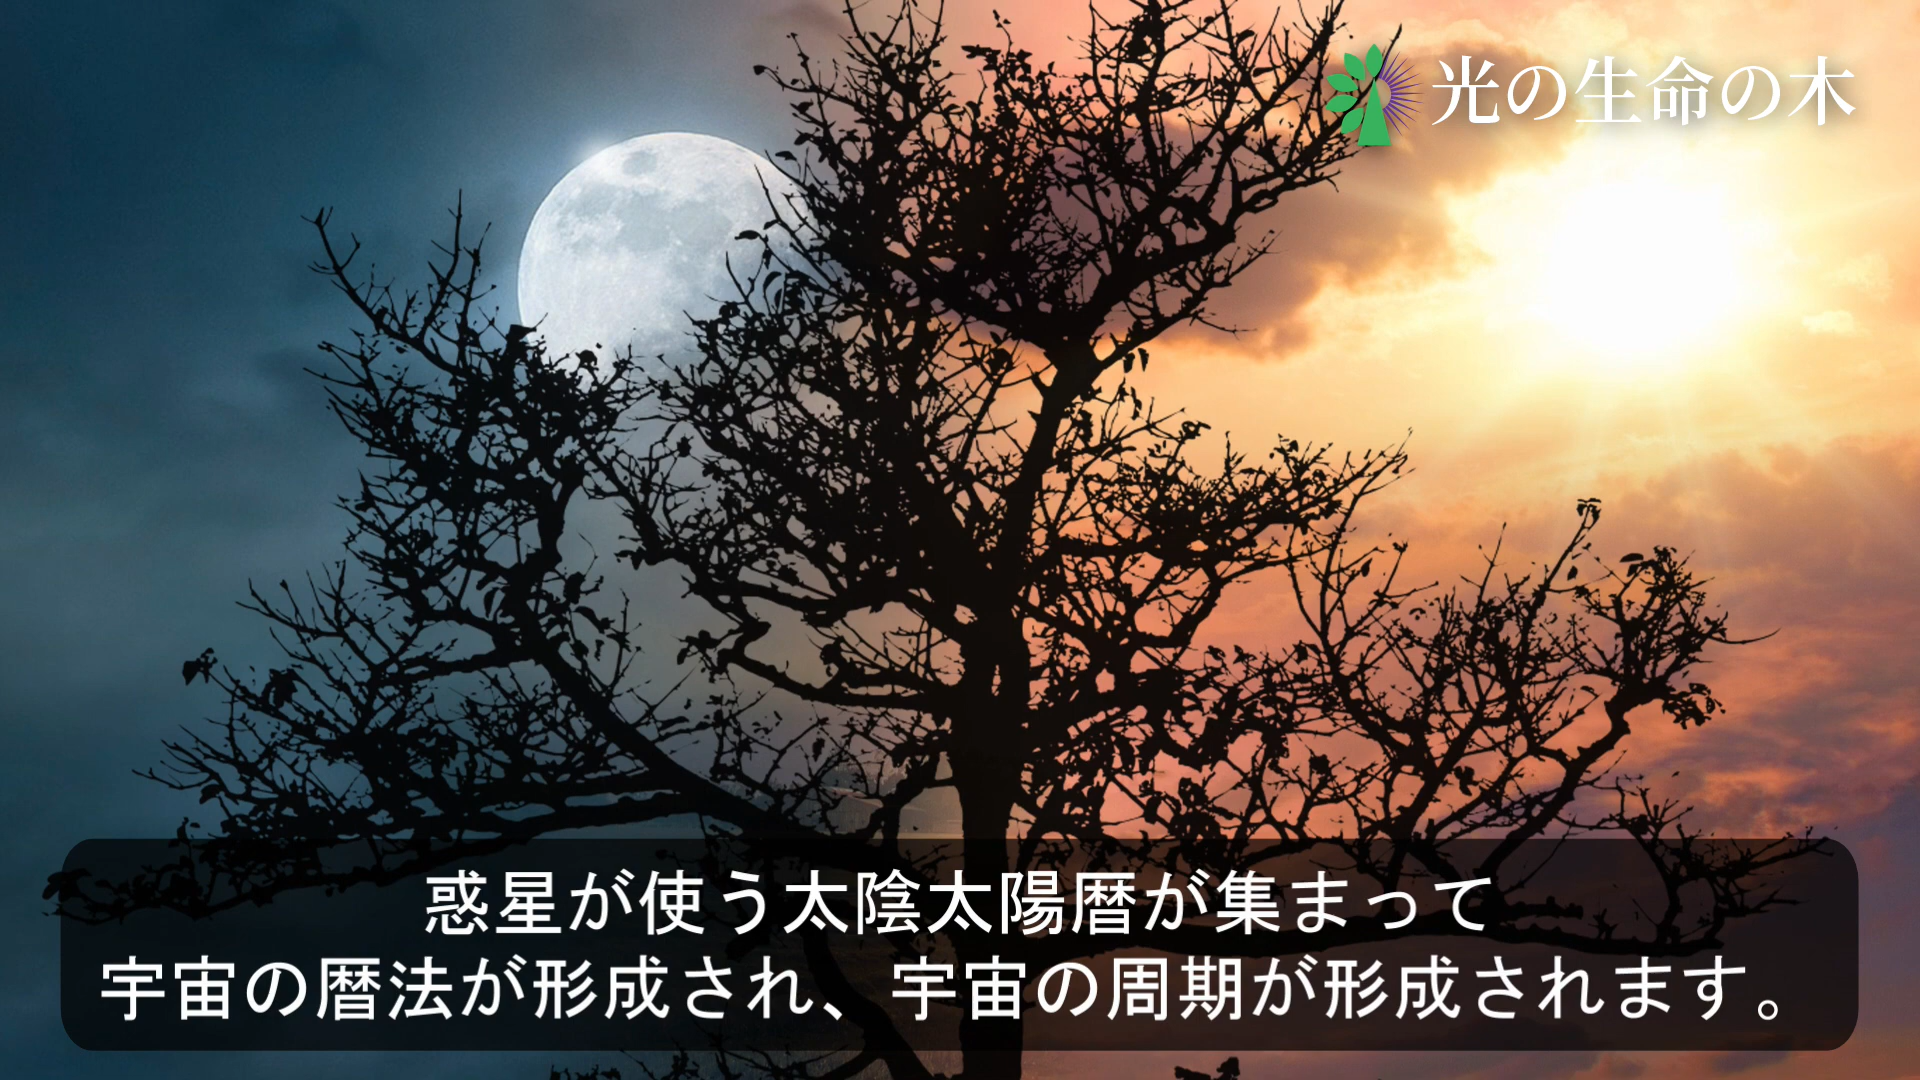 光の生命の木
惑星が使う太陰太陽暦が集まって
宇宙の暦法が形成され、宇宙の周期が形成されます。